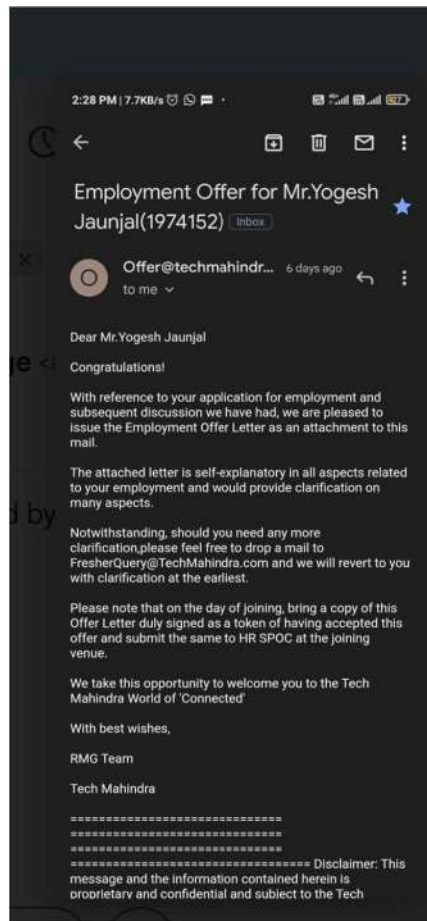 2:28 PM | 7.7KB/s
Employment Offer for Mr.Yogesh
Jaunjal(1974152) Inbox
O
Offer@techmahindr... 6 days ago
to me
Dear Mr.Yogesh Jaunjal
Congratulations!
With reference to your application for employment and
subsequent discussion we have had, we are pleased to
issue the Employment Offer Letter as an attachment to this
mail.
The attached letter is self-explanatory in all aspects related
to your employment and would provide clarification on
many aspects.
Notwithstanding, should you need any more
clarification,please feel free to drop a mail to
FresherQuery@TechMahindra.com and we will revert to you
with clarification at the earliest.
Please note that on the day of joining, bring a copy of this
Offer Letter duly signed as a token of having accepted this
offer and submit the same to HR SPOC at the joining
venue.
We take this opportunity to welcome you to the Tech
Mahindra World of 'Connected'
With best wishes,
RMG Team
Tech Mahindra
==============================
==============================
==============================
================================== Disclaimer: This
message and the information contained herein is
proprietary and confidential and subject to the Tech
d by